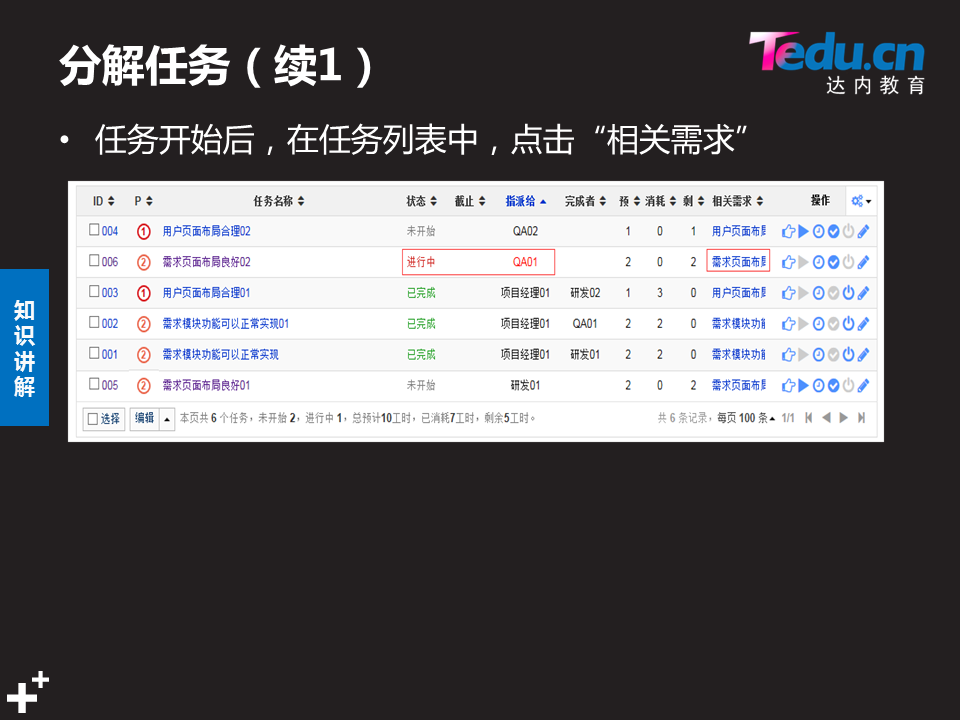 分解任务（续1）
Tedu.cn
达内教育
• 任务开始后，在任务列表中，点击“相关需求”
知识讲解
ID P 任务名称 状态 截止 指派给 完成者 预 消耗 剩 相关需求 操作
004 1 用户页面布局合理02 未开始 QA02 1 0 1 用户页面布局
006 2 需求页面布局良好02 进行中 QA01 2 0 2 需求页面布局
003 1 用户页面布局合理01 已完成 项目经理01 研发02 1 3 0 用户页面布局
002 2 需求模块功能可以正常实现01 已完成 项目经理01 QA01 2 2 0 需求模块功能
001 2 需求模块功能可以正常实现 已完成 项目经理01 研发01 2 2 0 需求模块功能
005 2 需求页面布局良好01 未开始 研发01 2 0 2 需求页面布局
选择 编辑 本页共 6 个任务，未开始 2，进行中 1，总预计10工时，已消耗7工时，剩余5工时。 共 6 条记录，每页 100 条 1/1